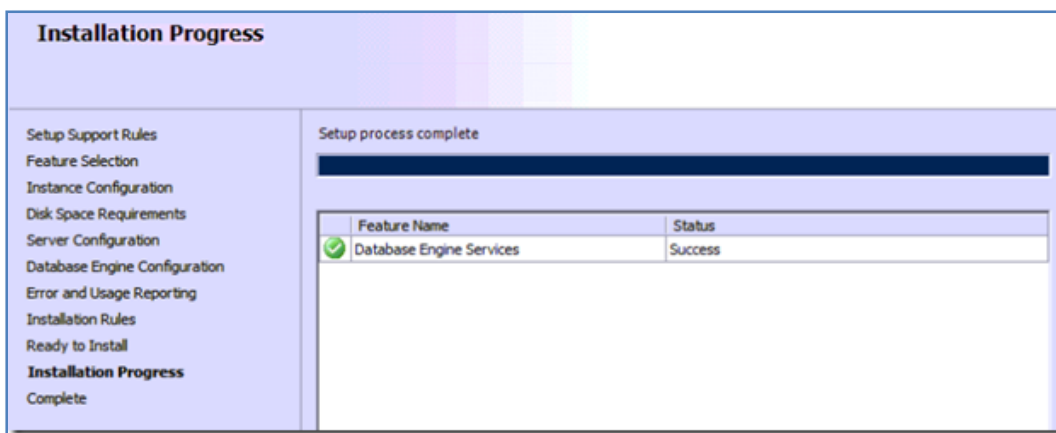 Installation Progress
Setup Support Rules
Feature Selection
Instance Configuration
Disk Space Requirements
Server Configuration
Database Engine Configuration
Error and Usage Reporting
Installation Rules
Ready to Install
Installation Progress
Complete
Setup process complete
Feature Name Status
Database Engine Services Success